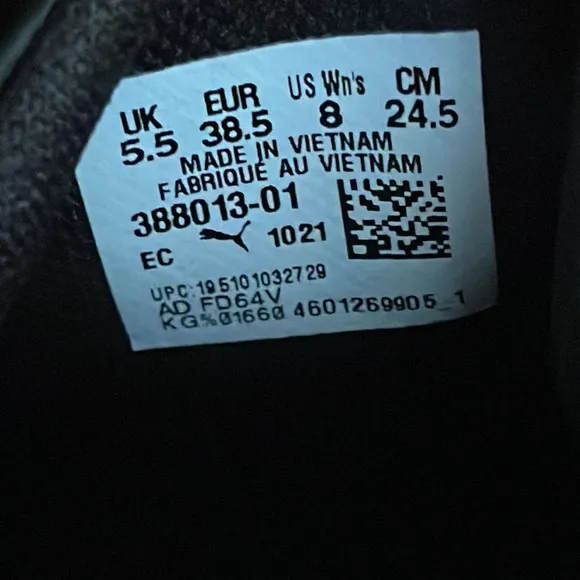 UK EUR US Wn's CM
5.5 38.5 8 24.5
MADE IN VIETNAM
FABRIQUE AU VIETNAM
388013-01
EC 1021
UPC:195101032729
AD FD64V
KG%01660 4601269905_1